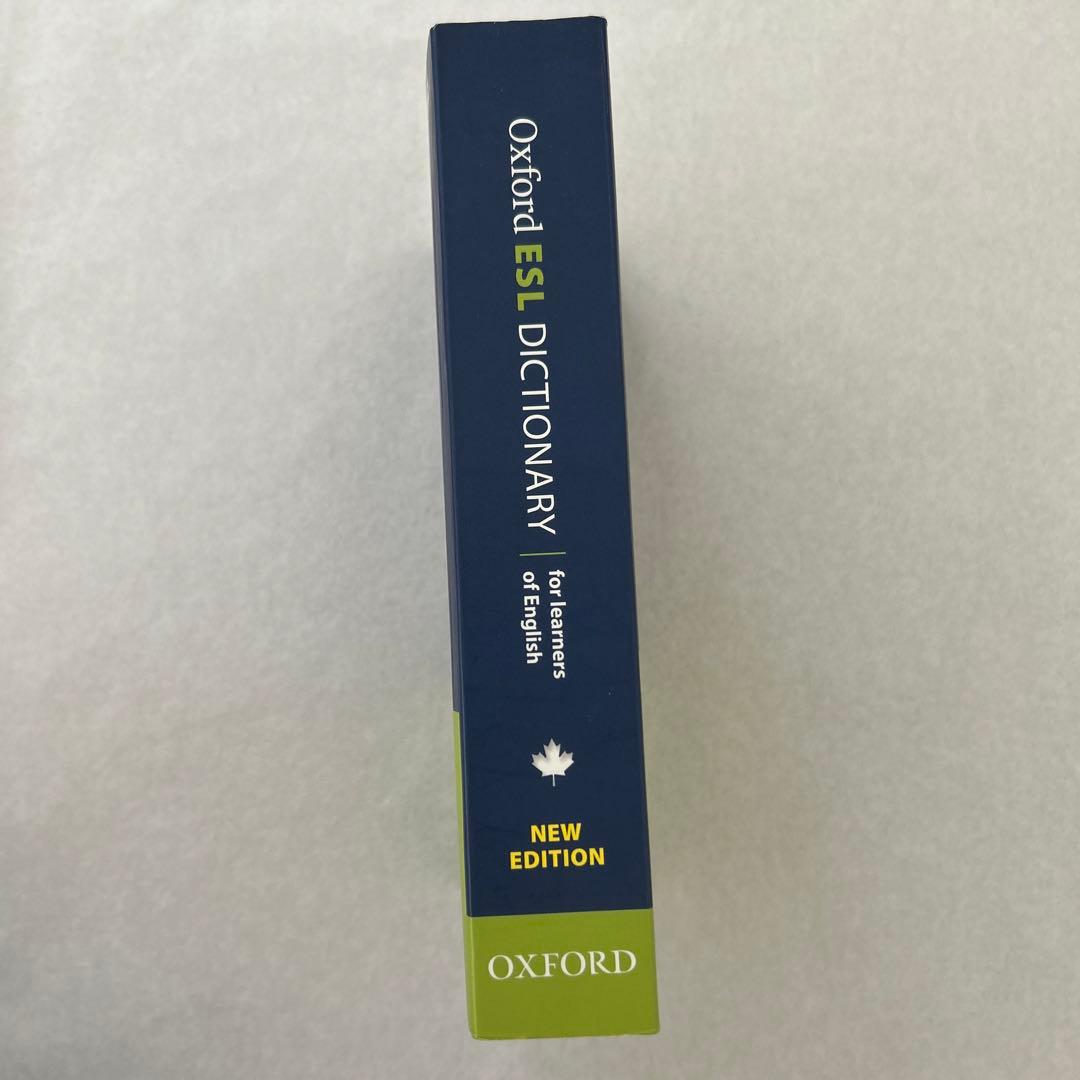 Oxford ESL DICTIONARY
for learners
of English
NEW
EDITION
OXFORD